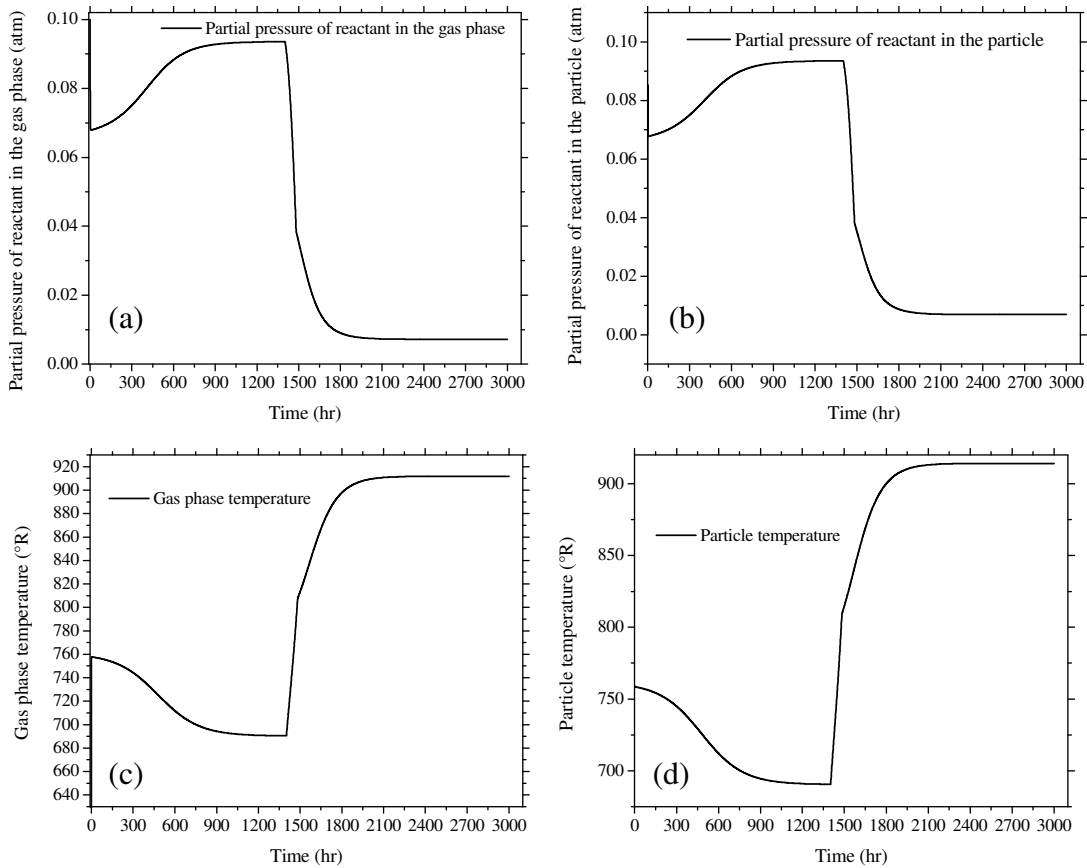 Partial pressure of reactant in the gas phase (atm)
0.10
0.08
0.06
0.04
0.02
0.00
Partial pressure of reactant in the gas phase
(a)
0 300 600 900 1200 1500 1800 2100 2400 2700 3000
Time (hr)
Partial pressure of reactant in the particle (atm
0.10
0.08
0.06
0.04
0.02
0.00
Partial pressure of reactant in the particle
(b)
0 300 600 900 1200 1500 1800 2100 2400 2700 3000
Time (hr)
Gas phase temperature (°R)
920
900
880
860
840
820
800
780
760
740
720
700
680
660
640
Gas phase temperature
(c)
0 300 600 900 1200 1500 1800 2100 2400 2700 3000
Time (hr)
Particle temperature (°R)
900
850
800
750
700
Particle temperature
(d)
0 300 600 900 1200 1500 1800 2100 2400 2700 3000
Time (hr)